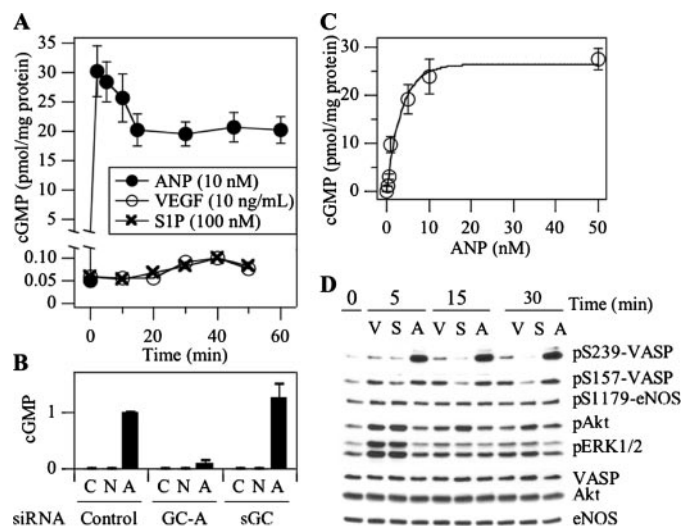 A
cGMP (pmol/mg protein)
35
30
25
20
15
10
5
0.10
0.05
0
ANP (10 nM)
VEGF (10 ng/mL)
S1P (100 nM)
0 20 40 60
Time (min)
B
cGMP
1
0
C N A C N A C N A
siRNA Control GC-A sGC
C
cGMP (pmol/mg protein)
30
20
10
0
0 10 20 30 40 50
ANP (nM)
D
0 5 15 30 Time (min)
V S A V S A V S A
pS239-VASP
pS157-VASP
pS1179-eNOS
pAkt
pERK1/2
VASP
Akt
eNOS